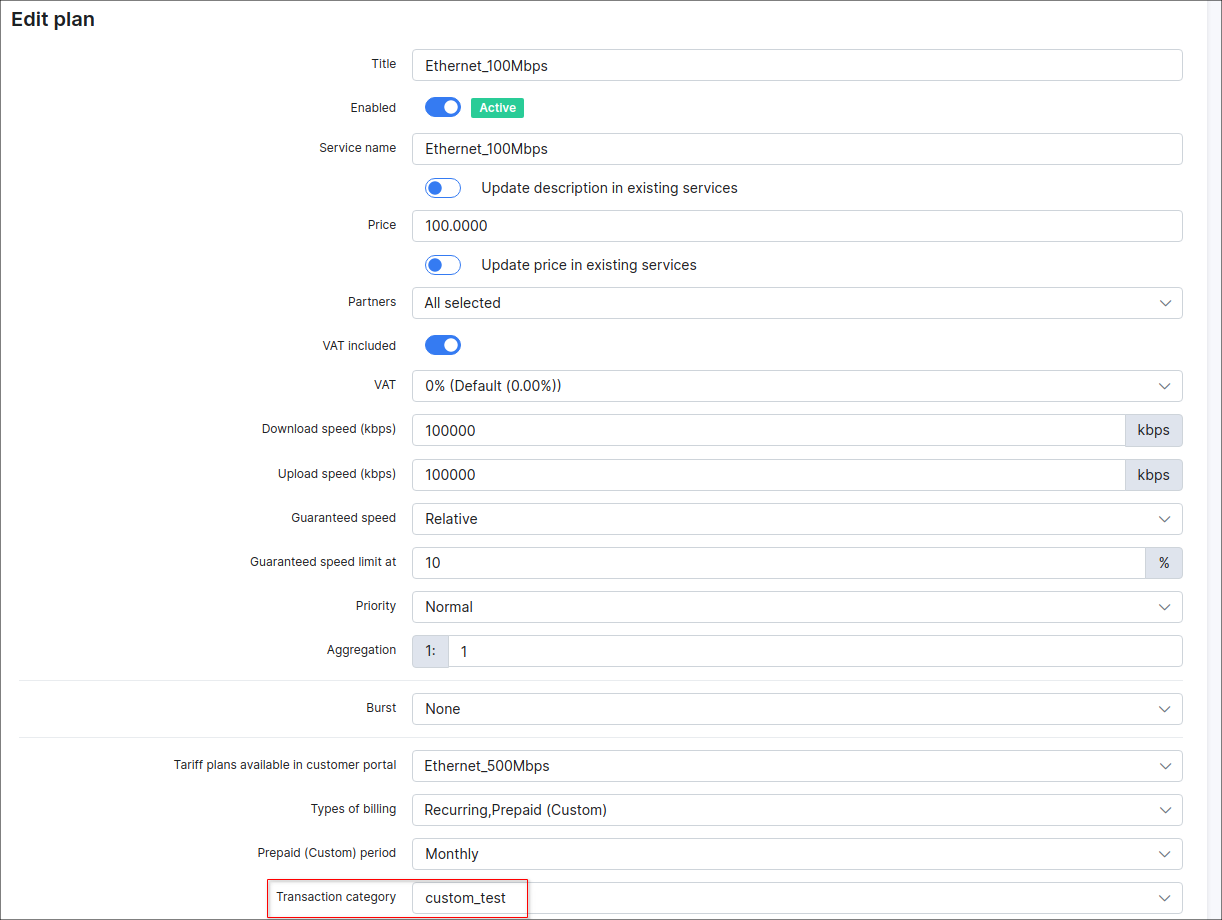 Edit plan
Title Ethernet_100Mbps
Enabled Active
Service name Ethernet_100Mbps
Update description in existing services
Price 100.0000
Update price in existing services
Partners All selected
VAT included
VAT 0% (Default (0.00%))
Download speed (kbps) 100000 kbps
Upload speed (kbps) 100000 kbps
Guaranteed speed Relative
Guaranteed speed limit at 10 %
Priority Normal
Aggregation 1: 1
Burst None
Tariff plans available in customer portal Ethernet_500Mbps
Types of billing Recurring,Prepaid (Custom)
Prepaid (Custom) period Monthly
Transaction category custom_test